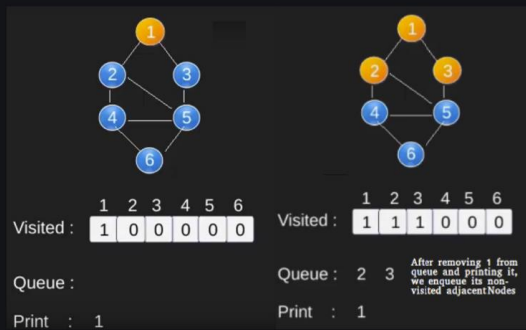 1
2 3
4 5
6
1 2 3 4 5 6
Visited : 1 0 0 0 0 0
Queue :
Print : 1
1
2 3
4 5
6
1 2 3 4 5 6
Visited : 1 1 1 0 0 0
Queue : 2 3
After removing 1 from
queue and printing it,
we enqueue its non-
visited adjacent Nodes
Print : 1